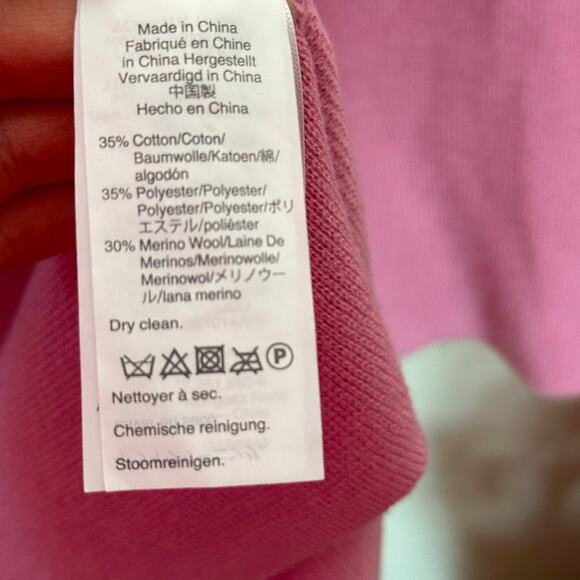 Made in China
Fabriqué en Chine
in China Hergestellt
Vervaardigd in China
中国製
Hecho en China
35% Cotton/Coton/
Baumwolle/Katoen/綿/
algodón
35% Polyester/Polyester/
Polyester/Polyester/ポリ
エステル/poliéster
30% Merino Wool/Laine De
Merinos/Merinowolle/
Merinowol/メリノウー
ル/lana merino
Dry clean.
P
Nettoyer à sec.
Chemische reinigung.
Stoomreinigen.